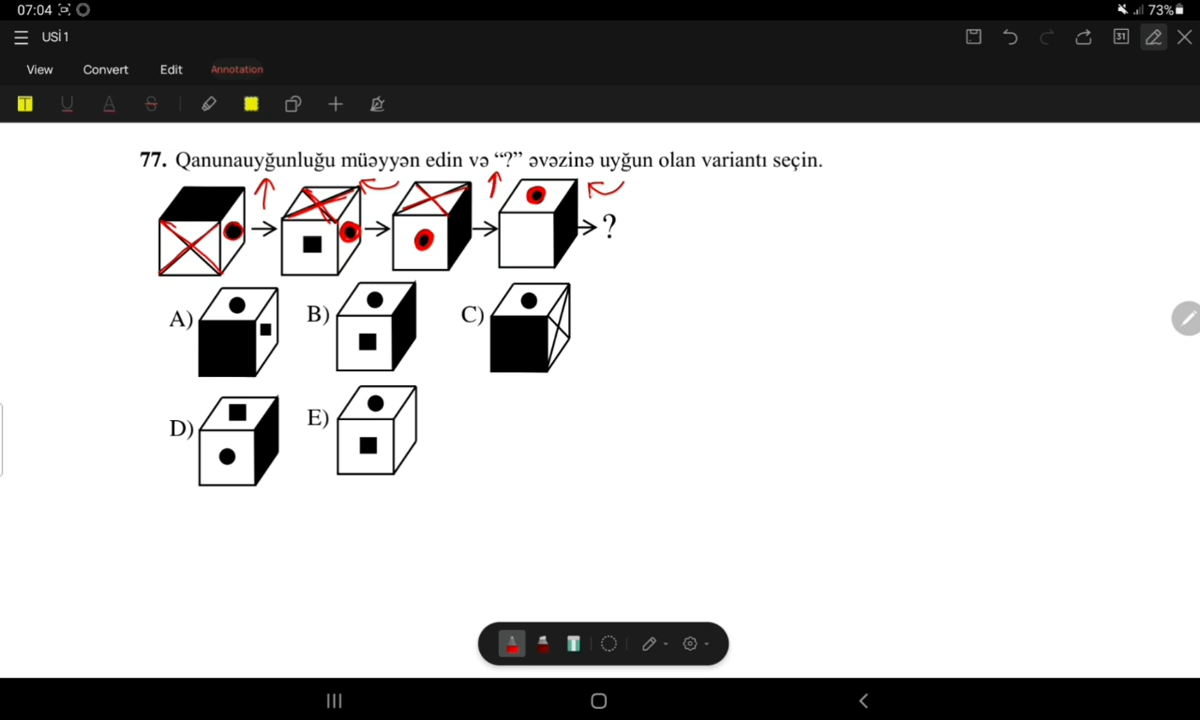 07:04 73%
USİ 1
31
View Convert Edit Annotation
T U A S
77. Qanunauyğunluğu müəyyən edin və “?” əvəzinə uyğun olan variantı seçin.
?
A) B) C)
D) E)